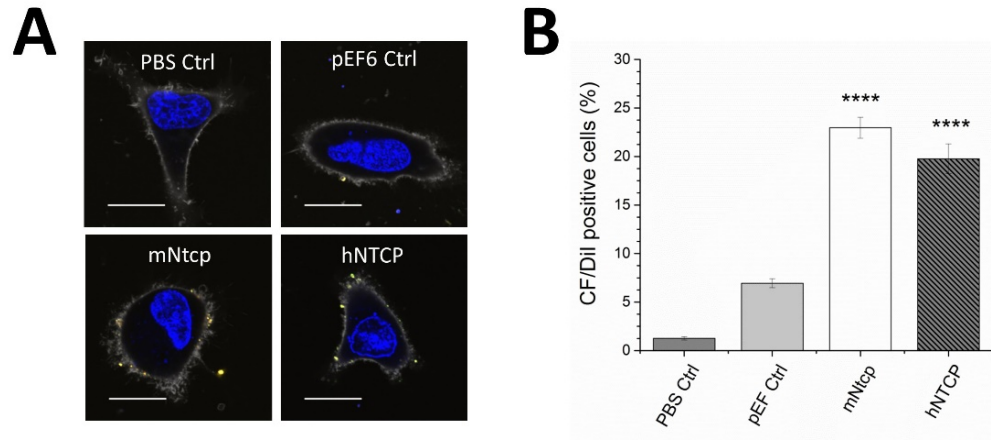 A
PBS Ctrl
pEF6 Ctrl
mNtcp
hNTCP
B
CF/DiI positive cells (%)
30
25
20
15
10
5
0
****
****
PBS Ctrl
pEF Ctrl
mNtcp
hNTCP